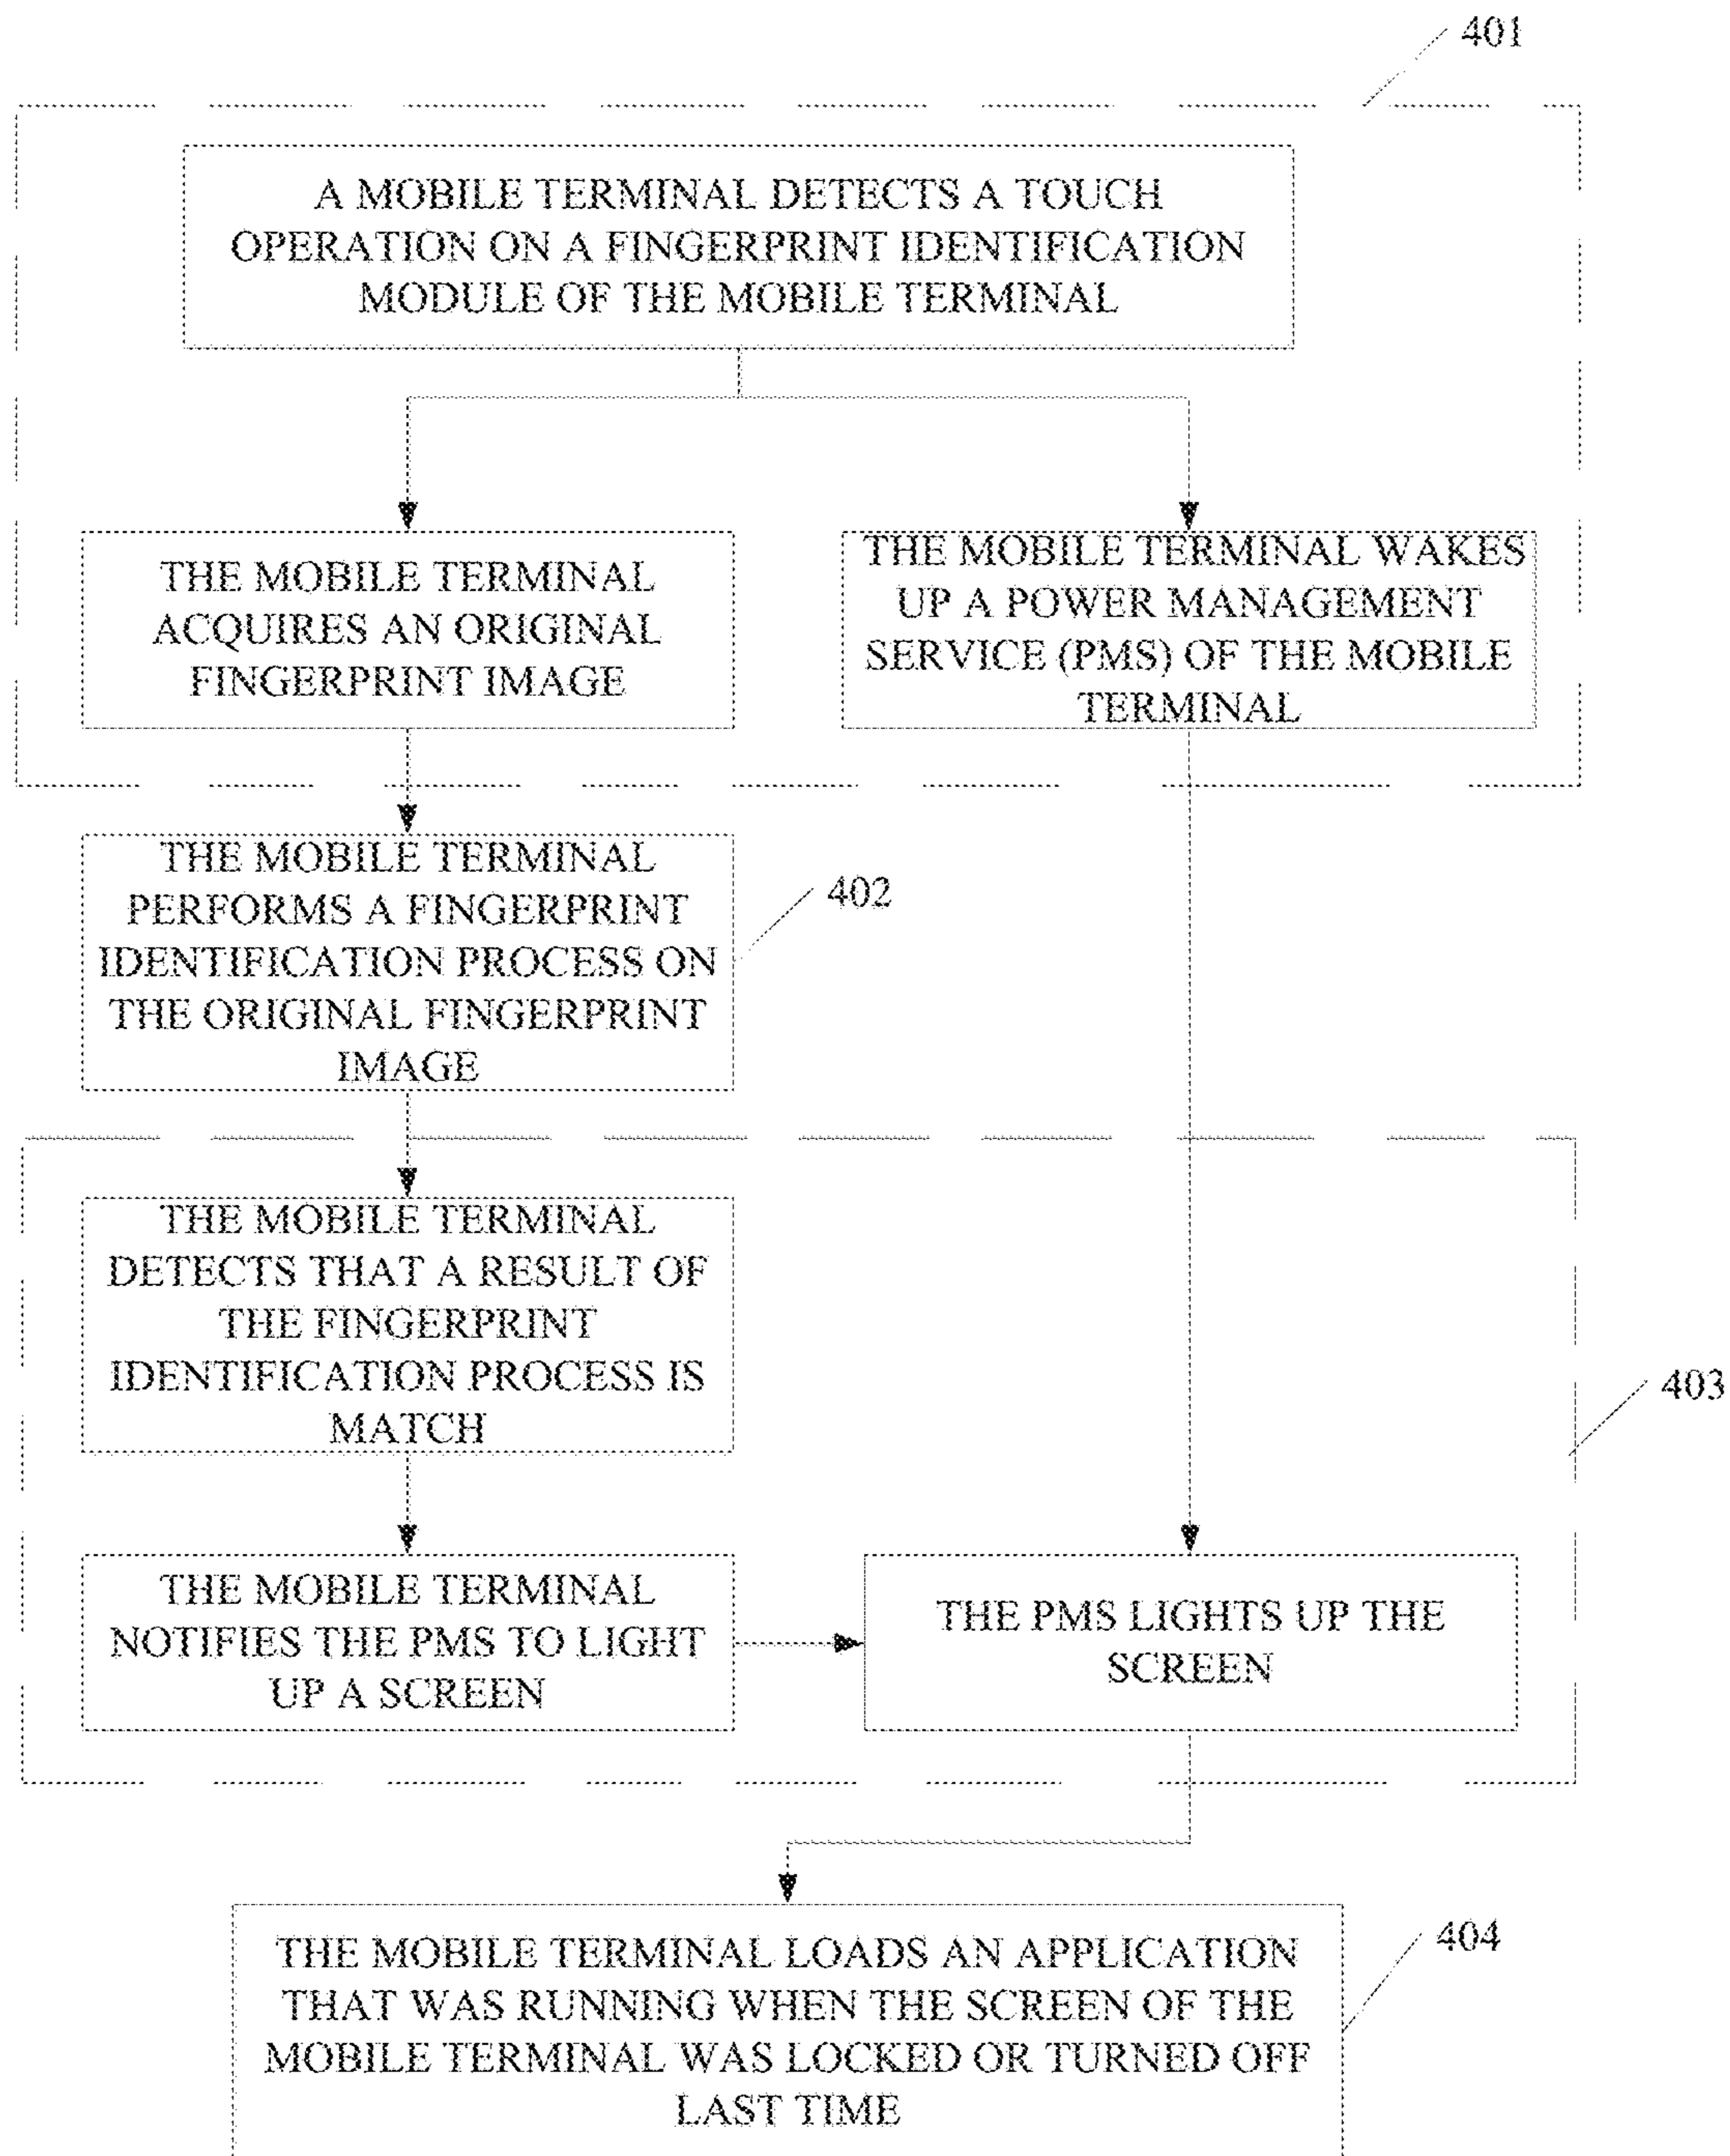 401
A MOBILE TERMINAL DETECTS A TOUCH
OPERATION ON A FINGERPRINT IDENTIFICATION
MODULE OF THE MOBILE TERMINAL
THE MOBILE TERMINAL
ACQUIRES AN ORIGINAL
FINGERPRINT IMAGE
THE MOBILE TERMINAL WAKES
UP A POWER MANAGEMENT
SERVICE (PMS) OF THE MOBILE
TERMINAL
THE MOBILE TERMINAL
PERFORMS A FINGERPRINT
IDENTIFICATION PROCESS ON
THE ORIGINAL FINGERPRINT
IMAGE
402
THE MOBILE TERMINAL
DETECTS THAT A RESULT OF
THE FINGERPRINT
IDENTIFICATION PROCESS IS
MATCH
403
THE MOBILE TERMINAL
NOTIFIES THE PMS TO LIGHT
UP A SCREEN
THE PMS LIGHTS UP THE
SCREEN
THE MOBILE TERMINAL LOADS AN APPLICATION
THAT WAS RUNNING WHEN THE SCREEN OF THE
MOBILE TERMINAL WAS LOCKED OR TURNED OFF
LAST TIME
404